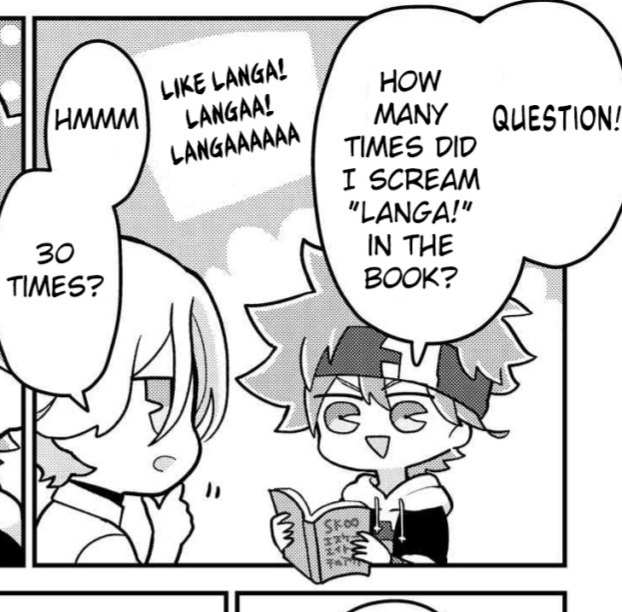 QUESTION!
HOW
MANY
TIMES DID
I SCREAM
"LANGA!"
IN THE
BOOK?
LIKE LANGA!
LANGAA!
LANGAAAAAA
HMMM
30
TIMES?
SK∞